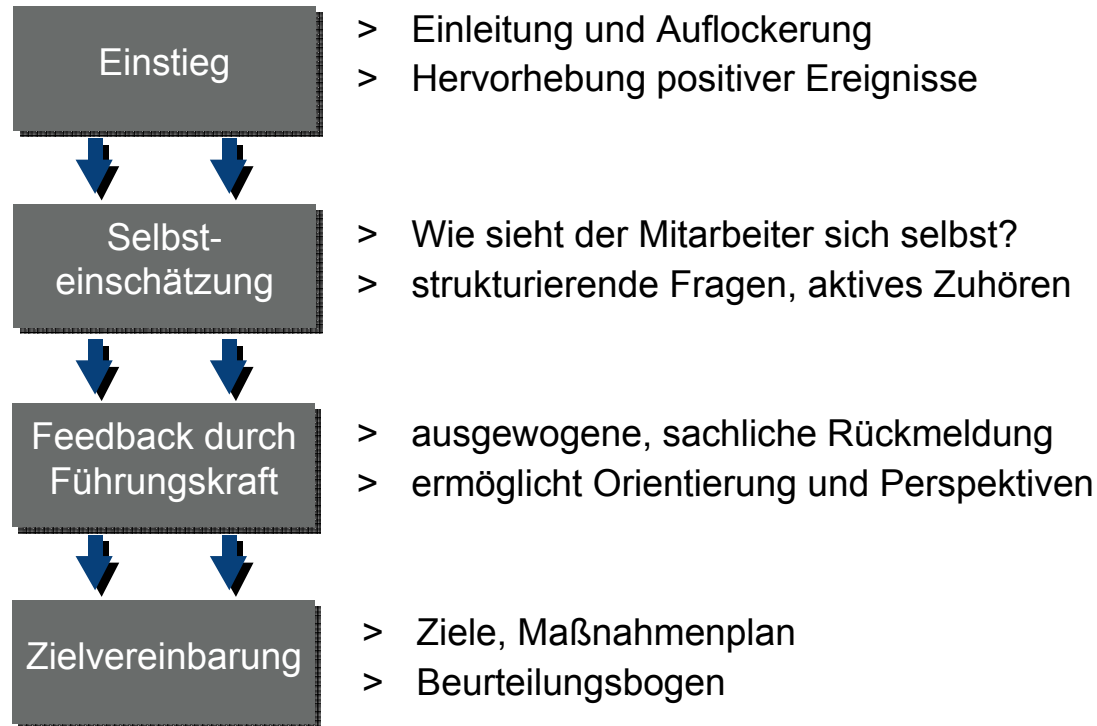 Einstieg
> Einleitung und Auflockerung
> Hervorhebung positiver Ereignisse
Selbst-
einschätzung
> Wie sieht der Mitarbeiter sich selbst?
> strukturierende Fragen, aktives Zuhören
Feedback durch
Führungskraft
> ausgewogene, sachliche Rückmeldung
> ermöglicht Orientierung und Perspektiven
Zielvereinbarung
> Ziele, Maßnahmenplan
> Beurteilungsbogen